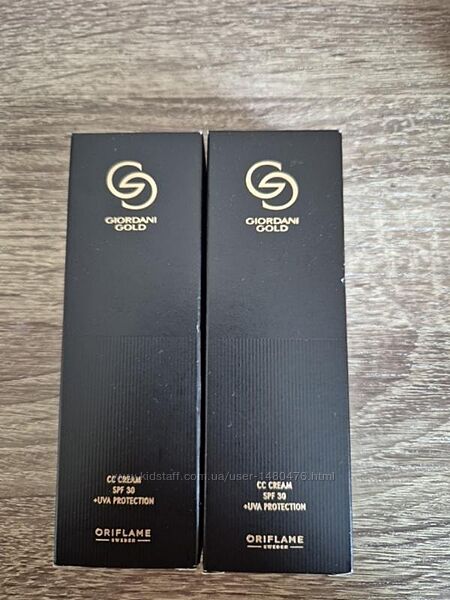 GIORDANI
GOLD
CC CREAM
SPF 30
+UVA PROTECTION
ORIFLAME
SWEDEN
GIORDANI
GOLD
CC CREAM
SPF 30
+UVA PROTECTION
ORIFLAME
SWEDEN
www.kidstaff.com.ua/user-1480476.html